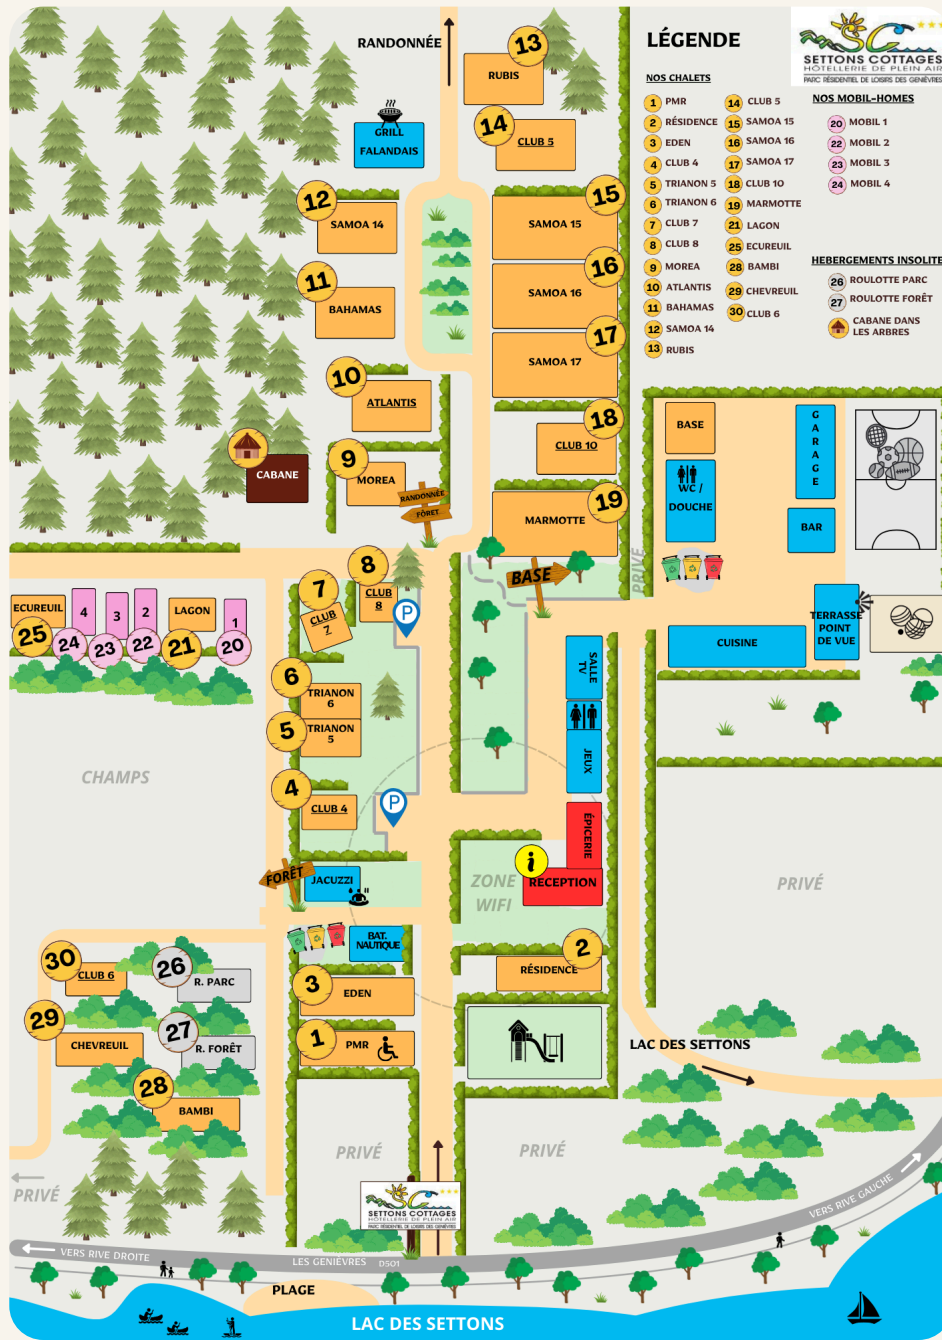 RANDONNÉE
13
RUBIS
14
CLUB 5
GRILL
FALANDAIS
LÉGENDE
SETTONS COTTAGES
HÔTELLERIE DE PLEIN AIR
PARC RÉSIDENTIEL DE LOISIRS DES GENIÈVRES
NOS CHALETS
1 PMR
2 RÉSIDENCE
3 EDEN
4 CLUB 4
5 TRIANON 5
6 TRIANON 6
7 CLUB 7
8 CLUB 8
9 MOREA
10 ATLANTIS
11 BAHAMAS
12 SAMOA 14
13 RUBIS
14 CLUB 5
15 SAMOA 15
16 SAMOA 16
17 SAMOA 17
18 CLUB 10
19 MARMOTTE
21 LAGON
25 ECUREUIL
28 BAMBI
29 CHEVREUIL
30 CLUB 6
NOS MOBIL-HOMES
20 MOBIL 1
22 MOBIL 2
23 MOBIL 3
24 MOBIL 4
HEBERGEMENTS INSOLITE
26 ROULOTTE PARC
27 ROULOTTE FORÊT
CABANE DANS
LES ARBRES
12
SAMOA 14
15
SAMOA 15
11
BAHAMAS
16
SAMOA 16
17
SAMOA 17
10
ATLANTIS
18
CLUB 10
CABANE
9
MOREA
RANDONNÉE
FÔRET
19
MARMOTTE
BASE
GARAGE
WC /
DOUCHE
BAR
PRIVÉ
BASE
TERRASSE
POINT
DE VUE
CUISINE
8
CLUB
8
7
CLUB
7
P
ECUREUIL
25
4
24
3
23
2
22
LAGON
21
1
20
6
TRIANON
6
5
TRIANON
5
SALLE
TV
JEUX
4
CLUB 4
P
CHAMPS
ÉPICERIE
i
RECEPTION
ZONE
WIFI
PRIVÉ
FORÊT
JACUZZI
BAT.
NAUTIQUE
2
RÉSIDENCE
3
EDEN
1
PMR
30
CLUB 6
26
R. PARC
29
CHEVREUIL
27
R. FORÊT
28
BAMBI
LAC DES SETTONS
PRIVÉ
PRIVÉ
PRIVÉ
SETTONS COTTAGES
HÔTELLERIE DE PLEIN AIR
PARC RÉSIDENTIEL DE LOISIRS DES GENIÈVRES
VERS RIVE GAUCHE
VERS RIVE DROITE
LES GENIÈVRES D501
PLAGE
LAC DES SETTONS